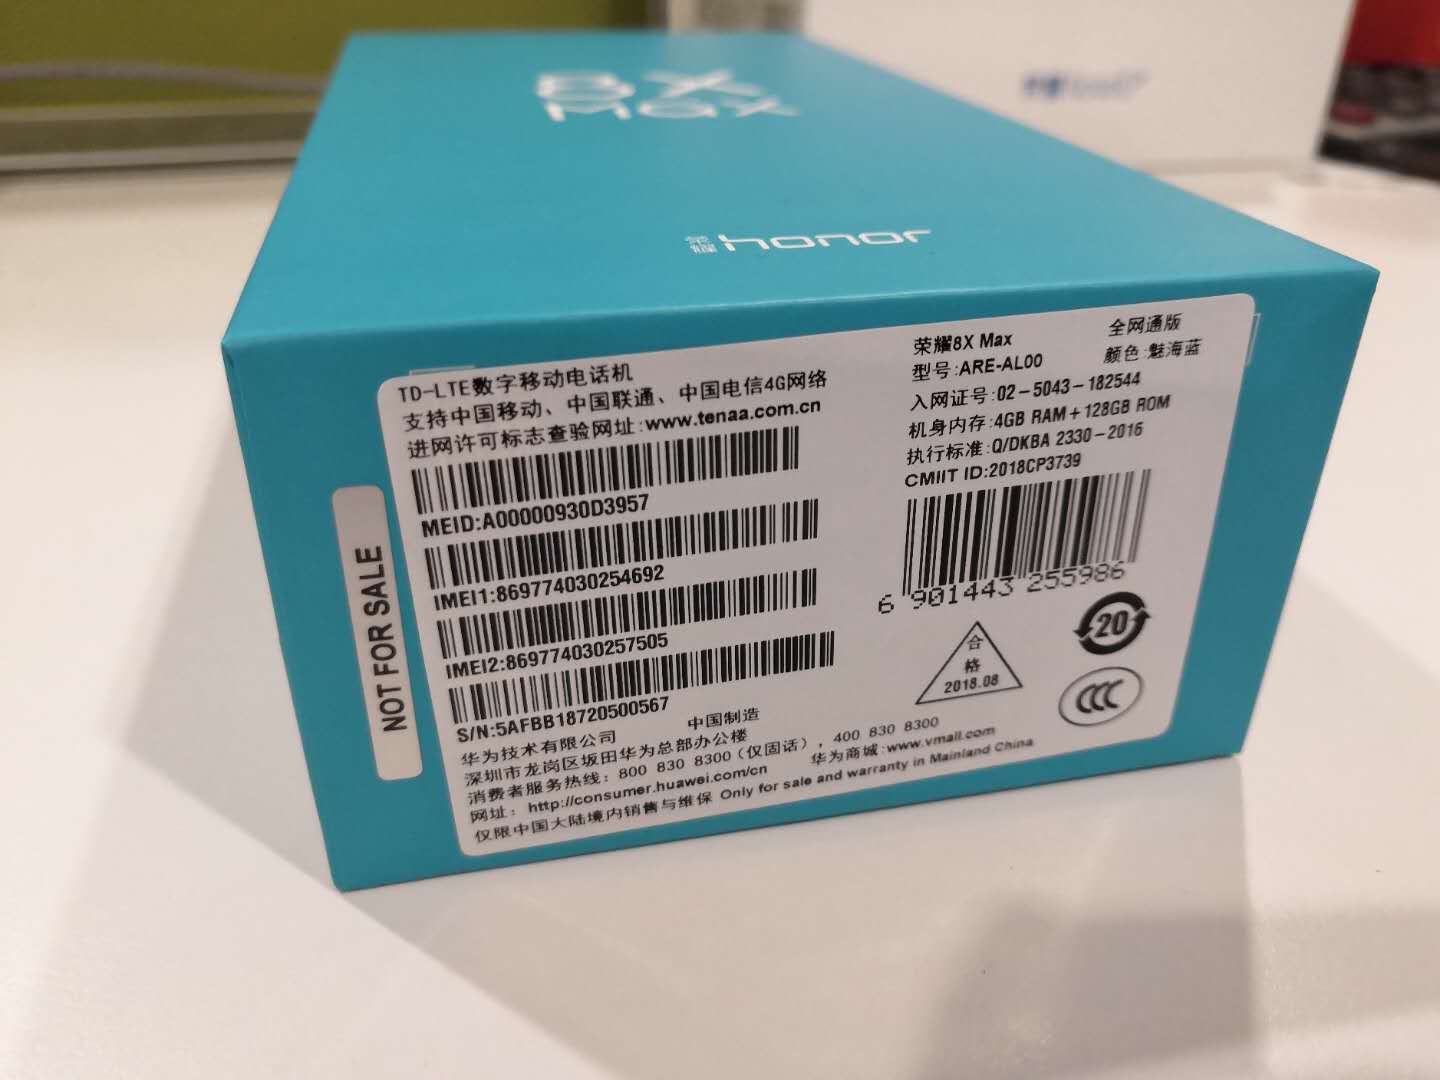 8X
Max
荣耀 honor
TD-LTE数字移动电话机
支持中国移动、中国联通、中国电信4G网络
进网许可标志查验网址:www.tenaa.com.cn
MEID:A00000930D3957
IMEI1:869774030254692
IMEI2:869774030257505
S/N:5AFBB18720500567
华为技术有限公司 中国制造
深圳市龙岗区坂田华为总部办公楼
消费者服务热线: 800 830 8300 (仅固话) , 400 830 8300
网址: http://consumer.huawei.com/cn 华为商城:www.vmall.com
仅限中国大陆境内销售与维保 Only for sale and warranty in Mainland China
荣耀8X Max 全网通版
型号:ARE-AL00 颜色:魅海蓝
入网证号:02-5043-182544
机身内存:4GB RAM+128GB ROM
执行标准:Q/DKBA 2330-2016
CMIIT ID:2018CP3739
6 901443 255986
合
格
2018.08
20
CCC
NOT FOR SALE